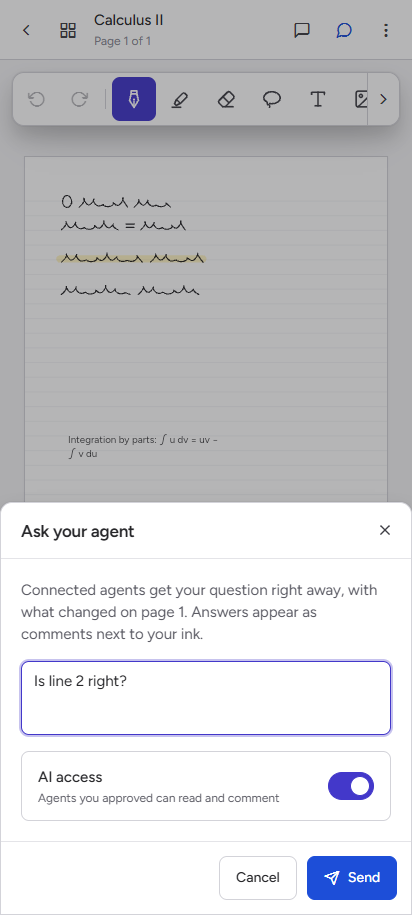 Calculus II
Page 1 of 1
T
Integration by parts: ∫ u dv = uv −
∫ v du
Ask your agent
Connected agents get your question right away, with
what changed on page 1. Answers appear as
comments next to your ink.
Is line 2 right?
AI access
Agents you approved can read and comment
Cancel
Send